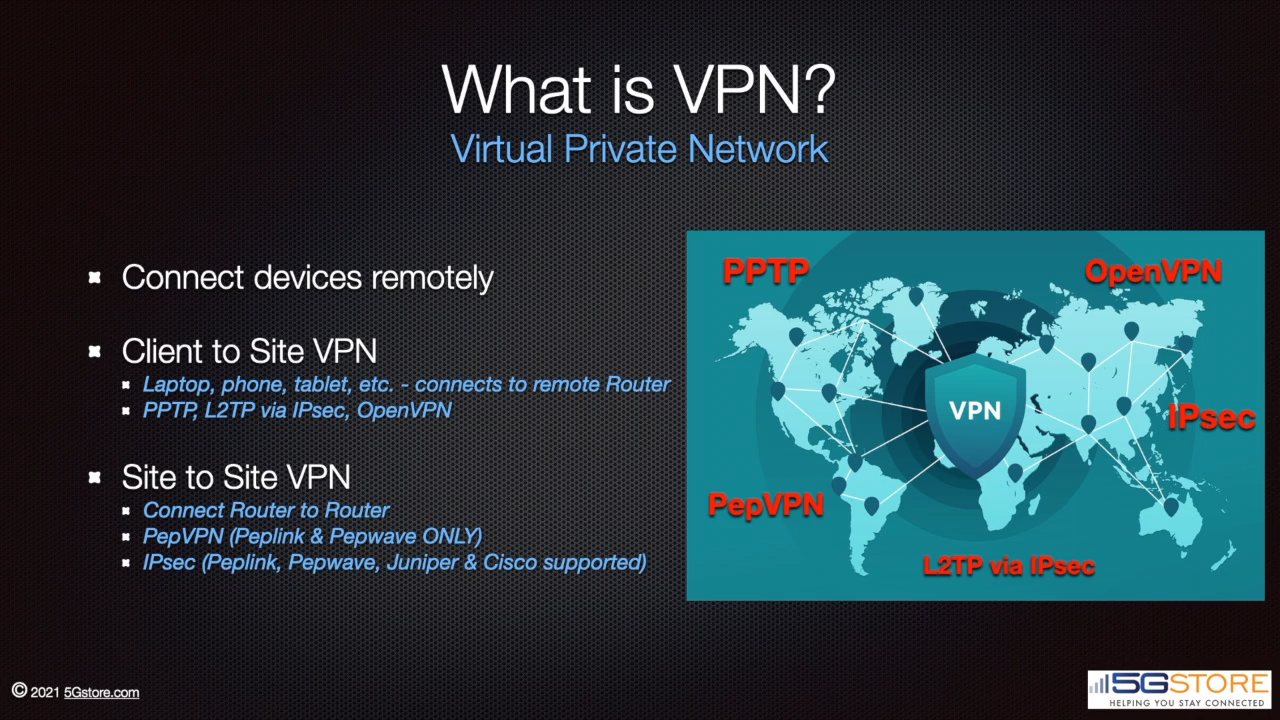 What is VPN?
Virtual Private Network
Connect devices remotely
Client to Site VPN
Laptop, phone, tablet, etc. - connects to remote Router
PPTP, L2TP via IPsec, OpenVPN
Site to Site VPN
Connect Router to Router
PepVPN (Peplink & Pepwave ONLY)
IPsec (Peplink, Pepwave, Juniper & Cisco supported)
PPTP
OpenVPN
VPN
IPsec
PepVPN
L2TP via IPsec
© 2021 5Gstore.com
5GSTORE
HELPING YOU STAY CONNECTED